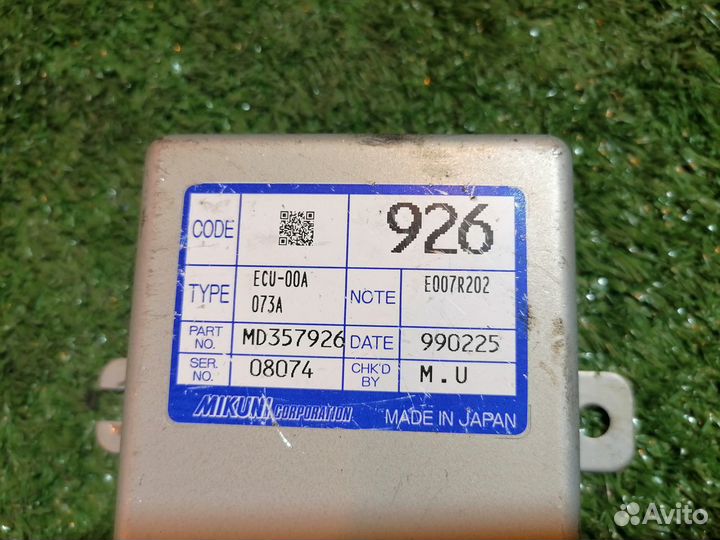 CODE 926
TYPE ECU-00A 073A NOTE E007R202
PART NO. MD357926 DATE 990225
SER. NO. 08074 CHK'D BY M.U
MIKUNI CORPORATION MADE IN JAPAN
Avito